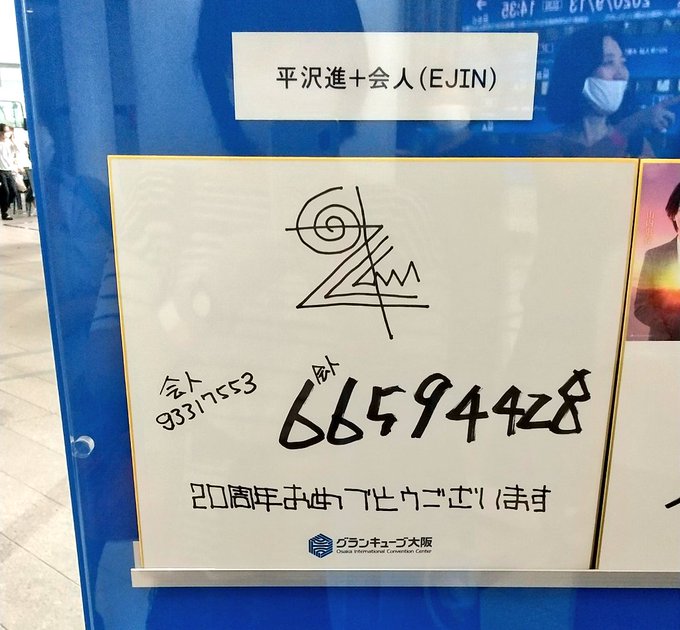 平沢進+会人(EJIN)
会人
93317553
会人
66594428
20周年おめでとうございます
グランキューブ大阪
Osaka International Convention Center